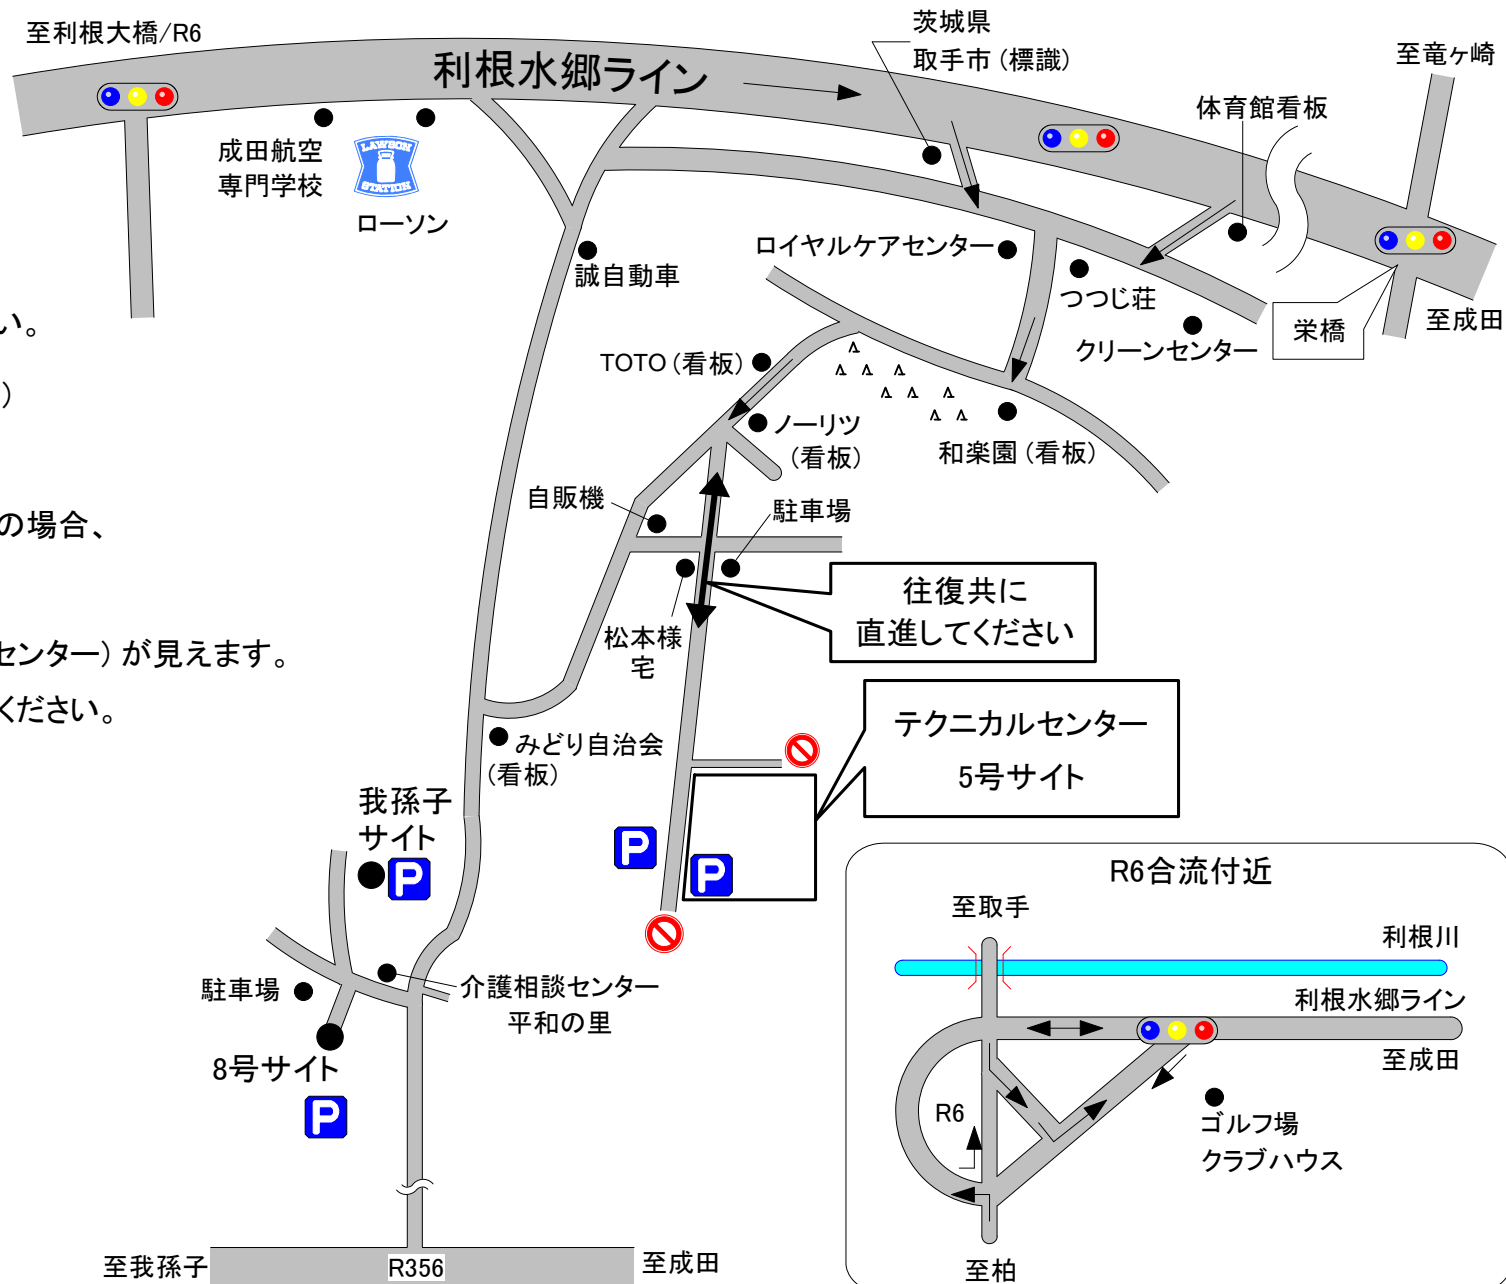 至利根大橋/R6
利根水郷ライン
茨城県
取手市（標識）
至竜ヶ崎
体育館看板
成田航空
専門学校
LAWSON
STATION
ローソン
誠自動車
ロイヤルケアセンター
つつじ荘
クリーンセンター
栄橋
至成田
い。
TOTO（看板）
）
ノーリツ
（看板）
和楽園（看板）
自販機
駐車場
の場合、
往復共に
直進してください
松本様
宅
センター）が見えます。
ください。
テクニカルセンター
5号サイト
みどり自治会
（看板）
我孫子
サイト
P
P
P
駐車場
介護相談センター
平和の里
8号サイト
P
至我孫子
R356
至成田
R6合流付近
至取手
利根川
利根水郷ライン
至成田
R6
ゴルフ場
クラブハウス
至柏